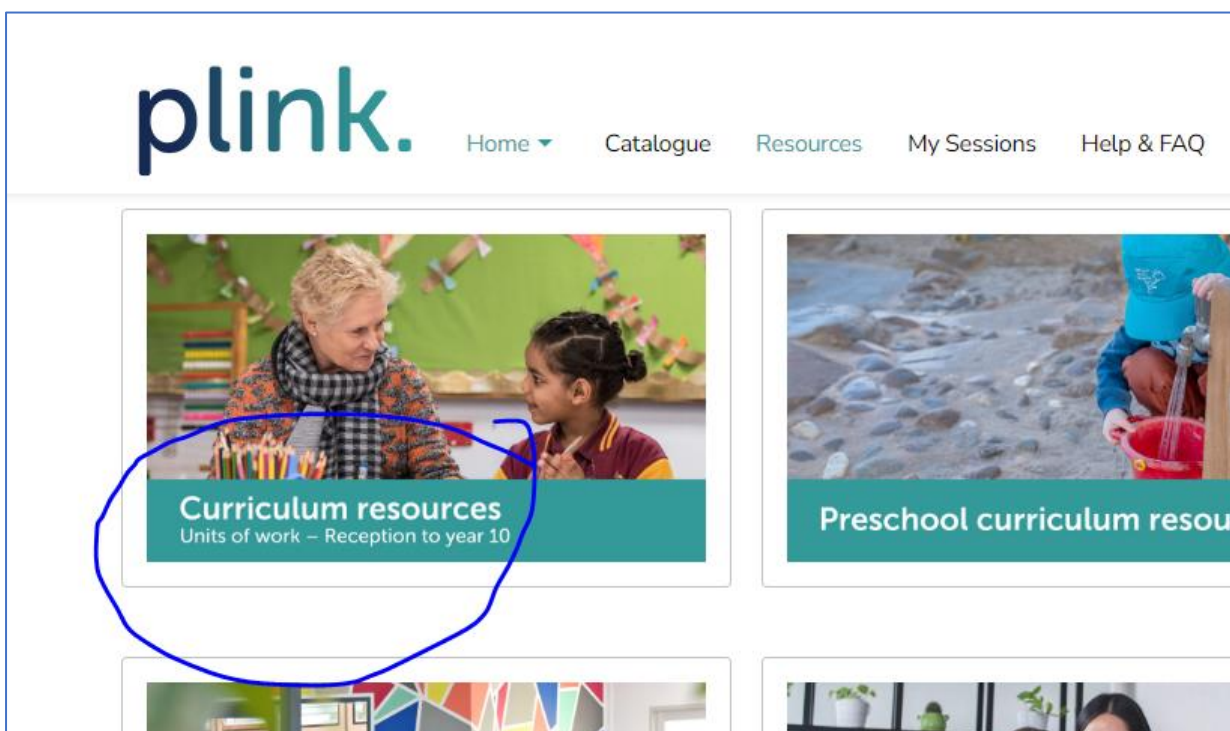 plink.
Home
Catalogue
Resources
My Sessions
Help & FAQ
Curriculum resources
Units of work – Reception to year 10
Preschool curriculum resou